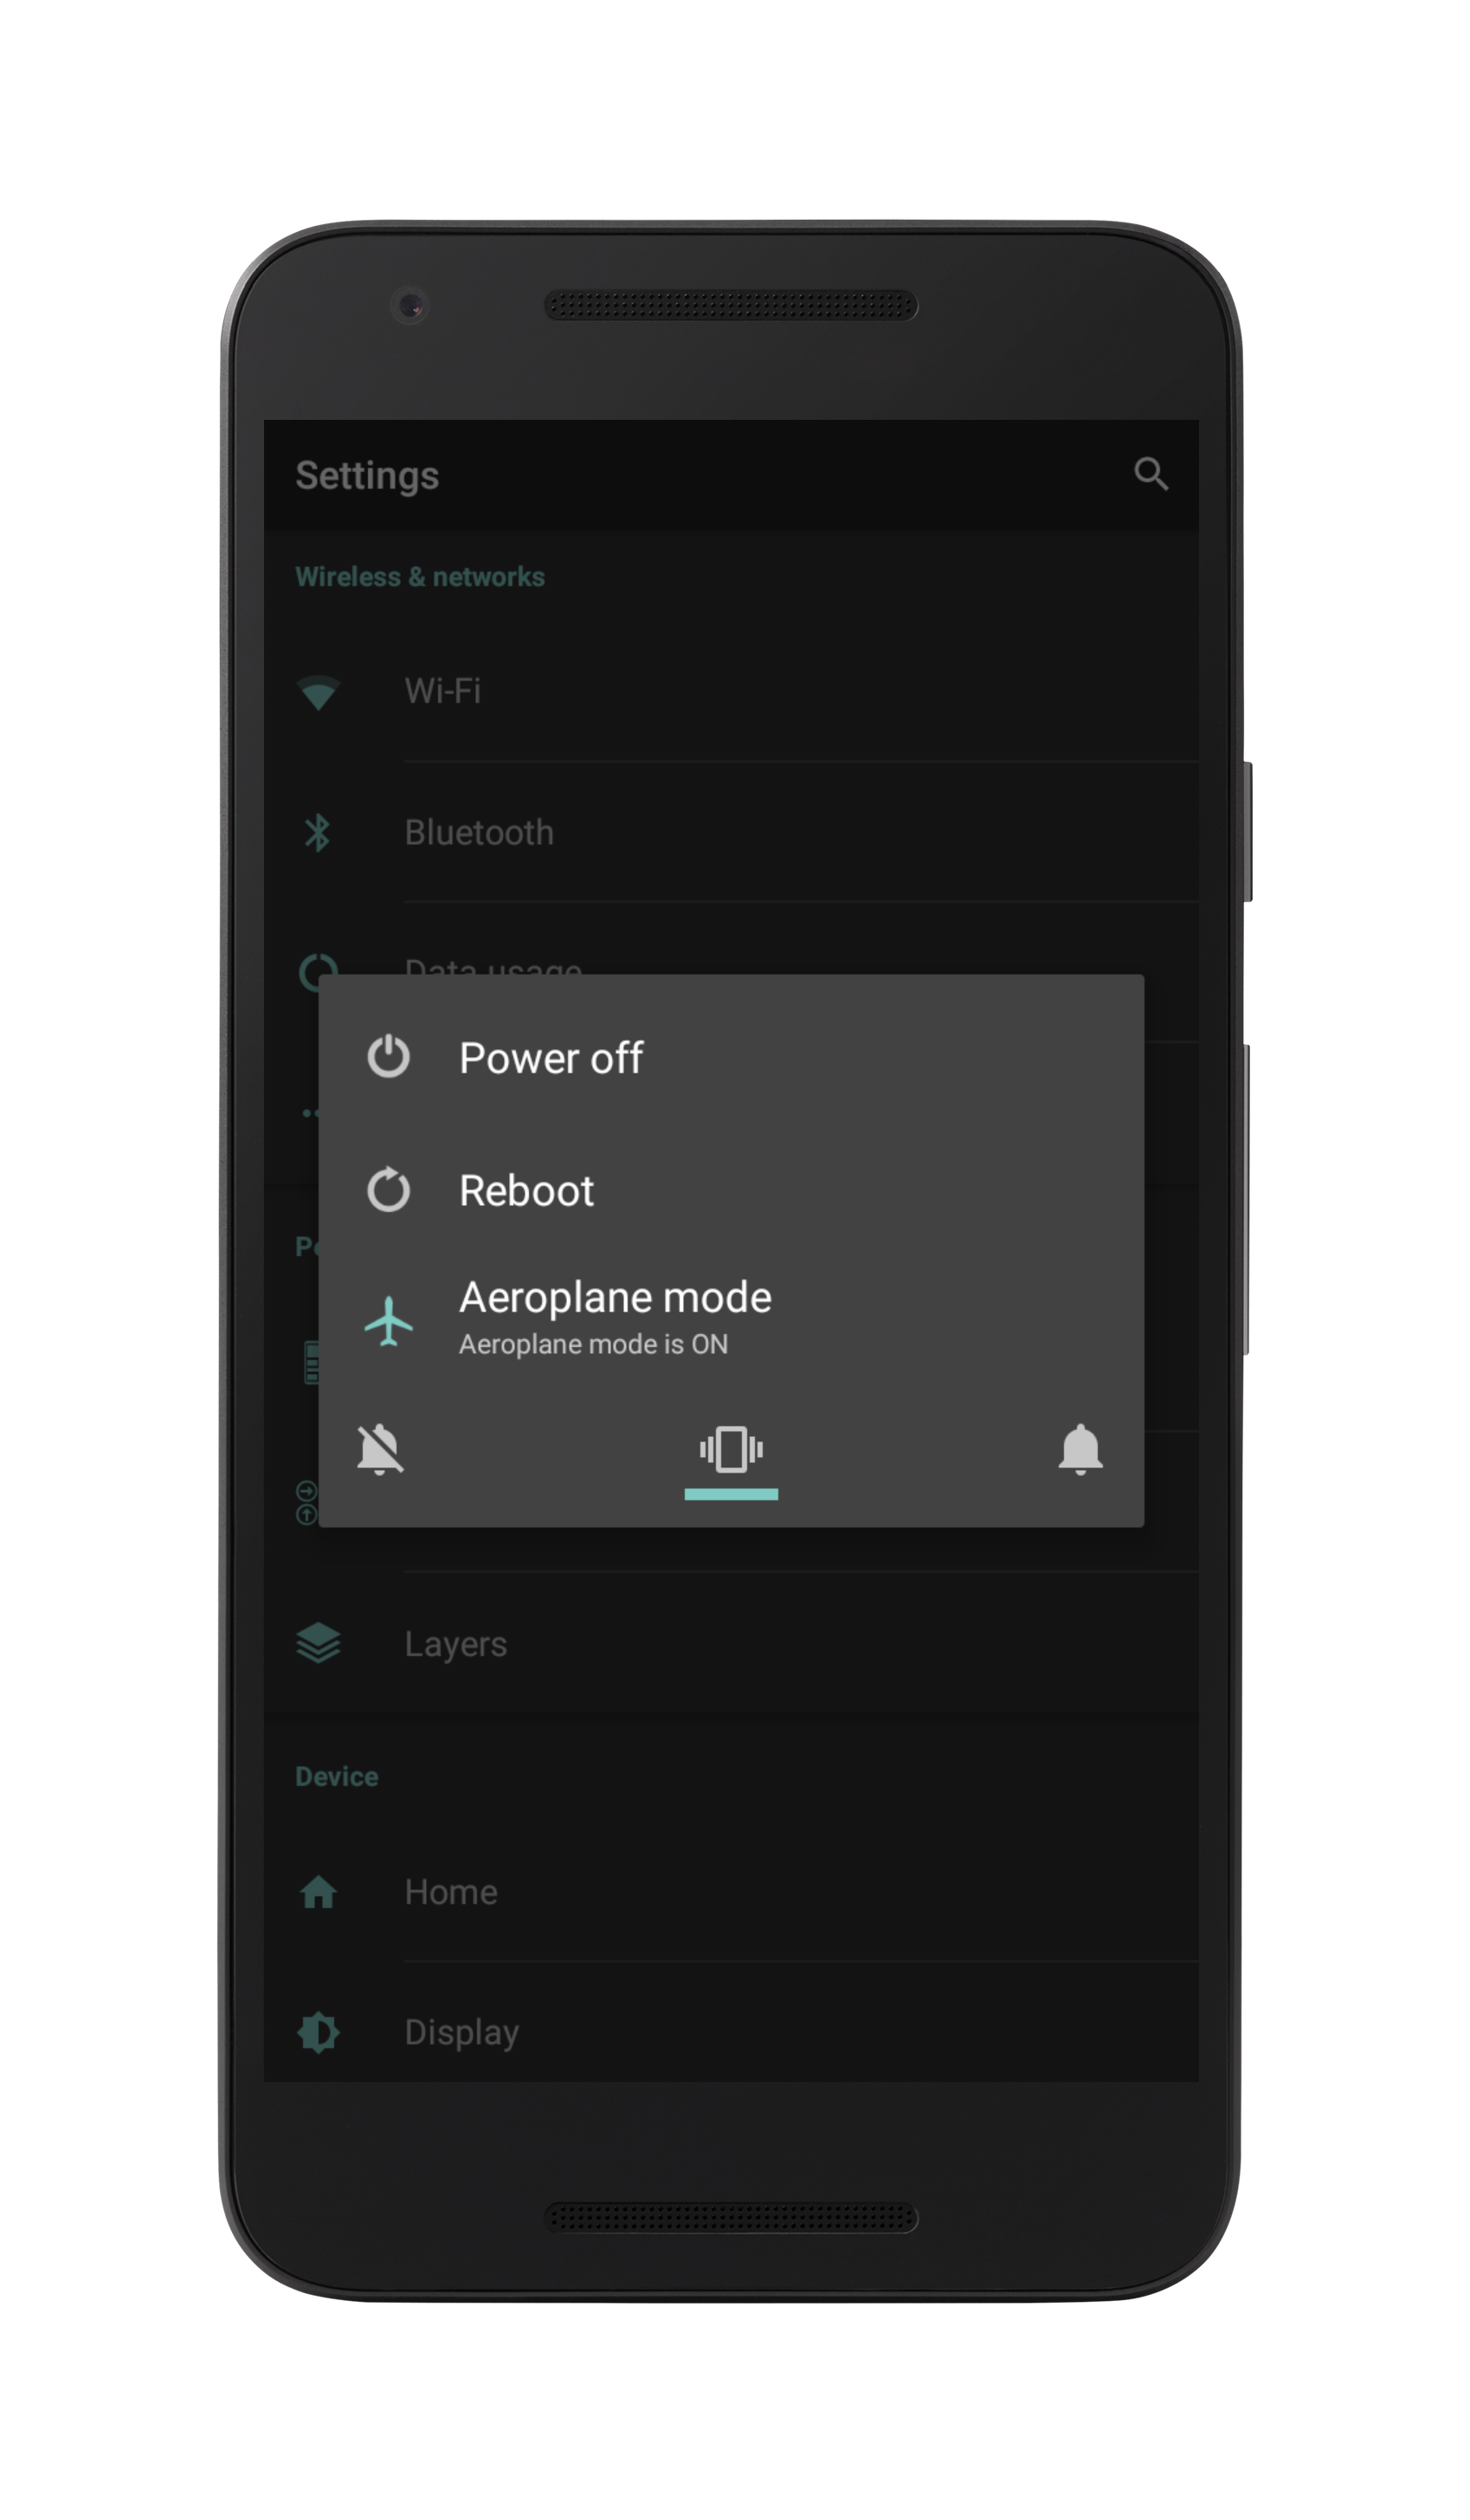 Settings
Wireless & networks
Wi-Fi
Bluetooth
Data usage
Power off
Reboot
Aeroplane mode
Aeroplane mode is ON
Layers
Device
Home
Display